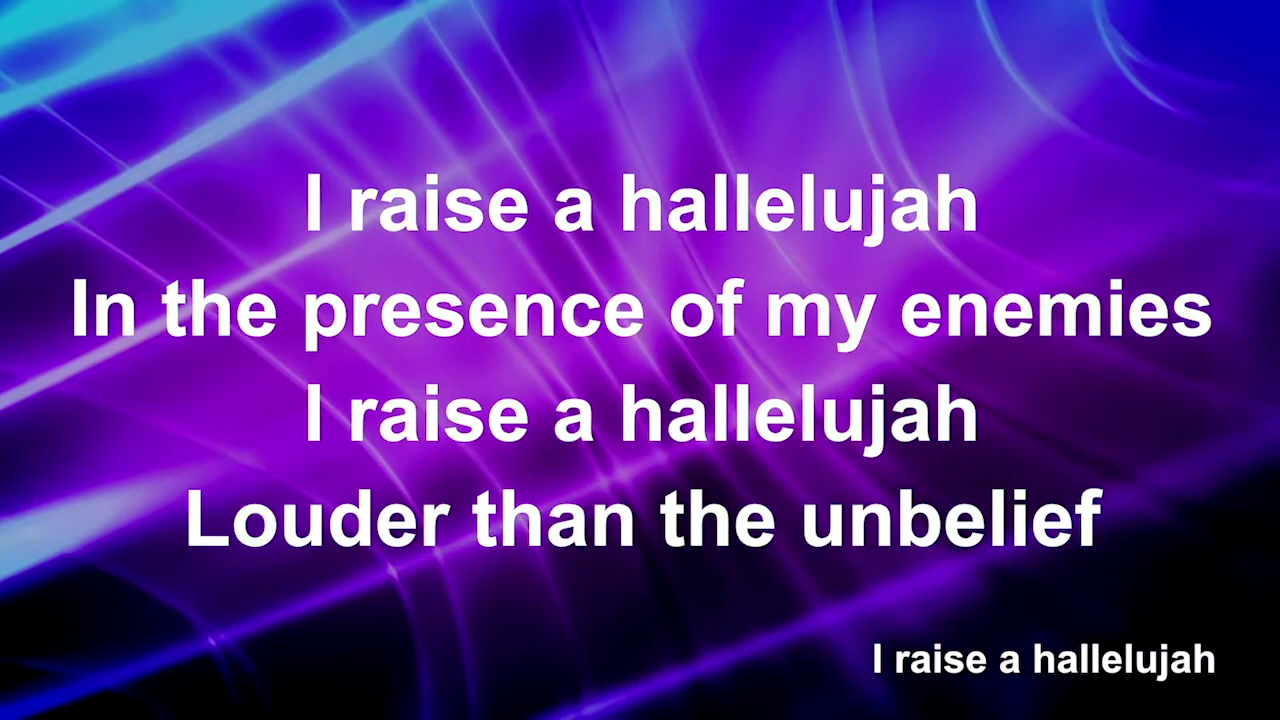 I raise a hallelujah
In the presence of my enemies
I raise a hallelujah
Louder than the unbelief
I raise a hallelujah